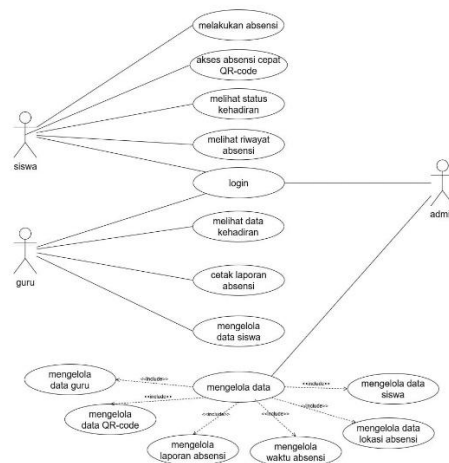 melakukan absensi
akses absensi cepat
QR-code
melihat status
kehadiran
siswa
melihat riwayat
absensi
login
admi
melihat data
kehadiran
guru
cetak laporan
absensi
mengelola
data siswa
mengelola
data guru
<<include>>
mengelola data
<<include>>
mengelola data
siswa
<<include>>
mengelola
data QR-code
<<include>>
<<include>>
<<include>>
mengelola data
lokasi absensi
mengelola
laporan absensi
mengelola
waktu absensi